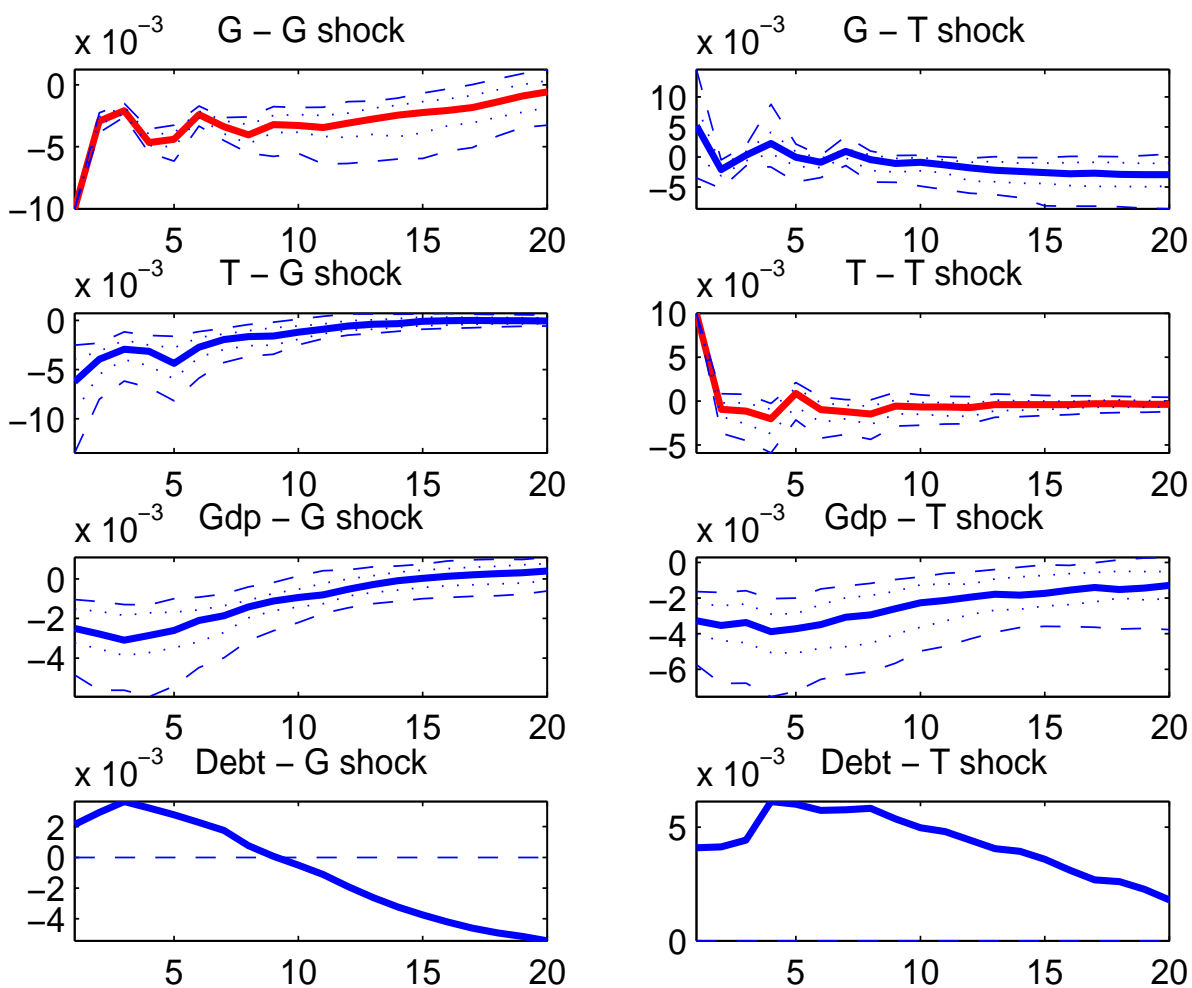 G − G shock
x 10−3
0
−5
−10
5 10 15 20
G − T shock
x 10−3
10
5
0
−5
5 10 15 20
T − G shock
x 10−3
0
−5
−10
5 10 15 20
T − T shock
x 10−3
10
5
0
−5
5 10 15 20
Gdp − G shock
x 10−3
0
−2
−4
5 10 15 20
Gdp − T shock
x 10−3
0
−2
−4
−6
5 10 15 20
Debt − G shock
x 10−3
2
0
−2
−4
5 10 15 20
Debt − T shock
x 10−3
5
0
5 10 15 20